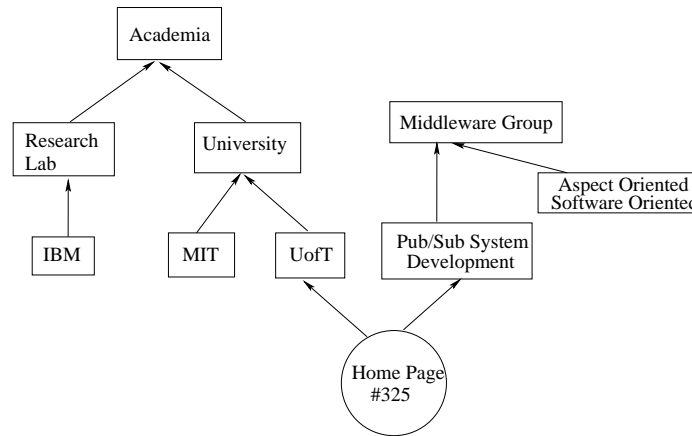 Academia
Research
Lab
University
Middleware Group
Aspect Oriented
Software Oriented
IBM
MIT
UofT
Pub/Sub System
Development
Home Page
#325